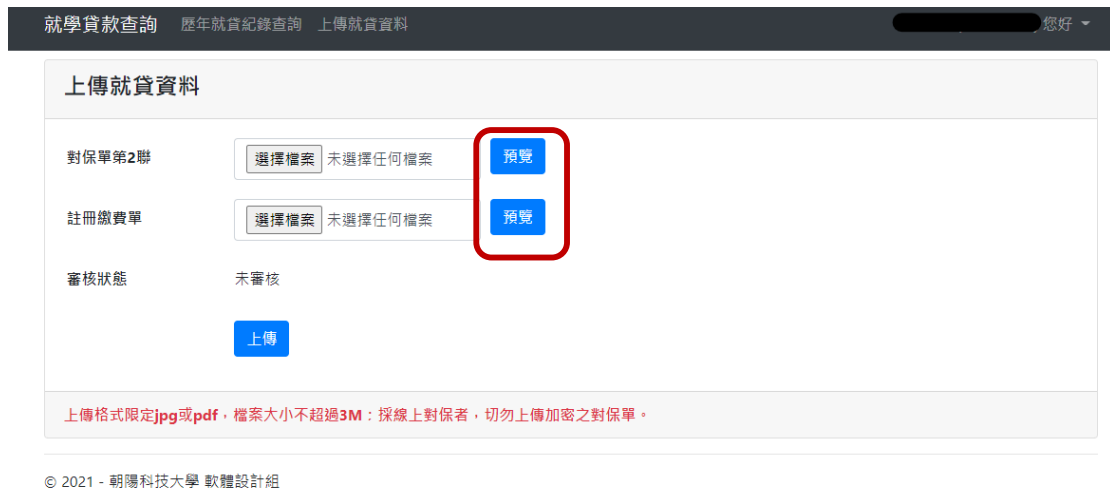 就學貸款查詢 歷年就貸紀錄查詢 上傳就貸資料 您好
上傳就貸資料
對保單第2聯 選擇檔案 未選擇任何檔案 預覽
註冊繳費單 選擇檔案 未選擇任何檔案 預覽
審核狀態 未審核
上傳
上傳格式限定jpg或pdf，檔案大小不超過3M：採線上對保者，切勿上傳加密之對保單。
© 2021 - 朝陽科技大學 軟體設計組